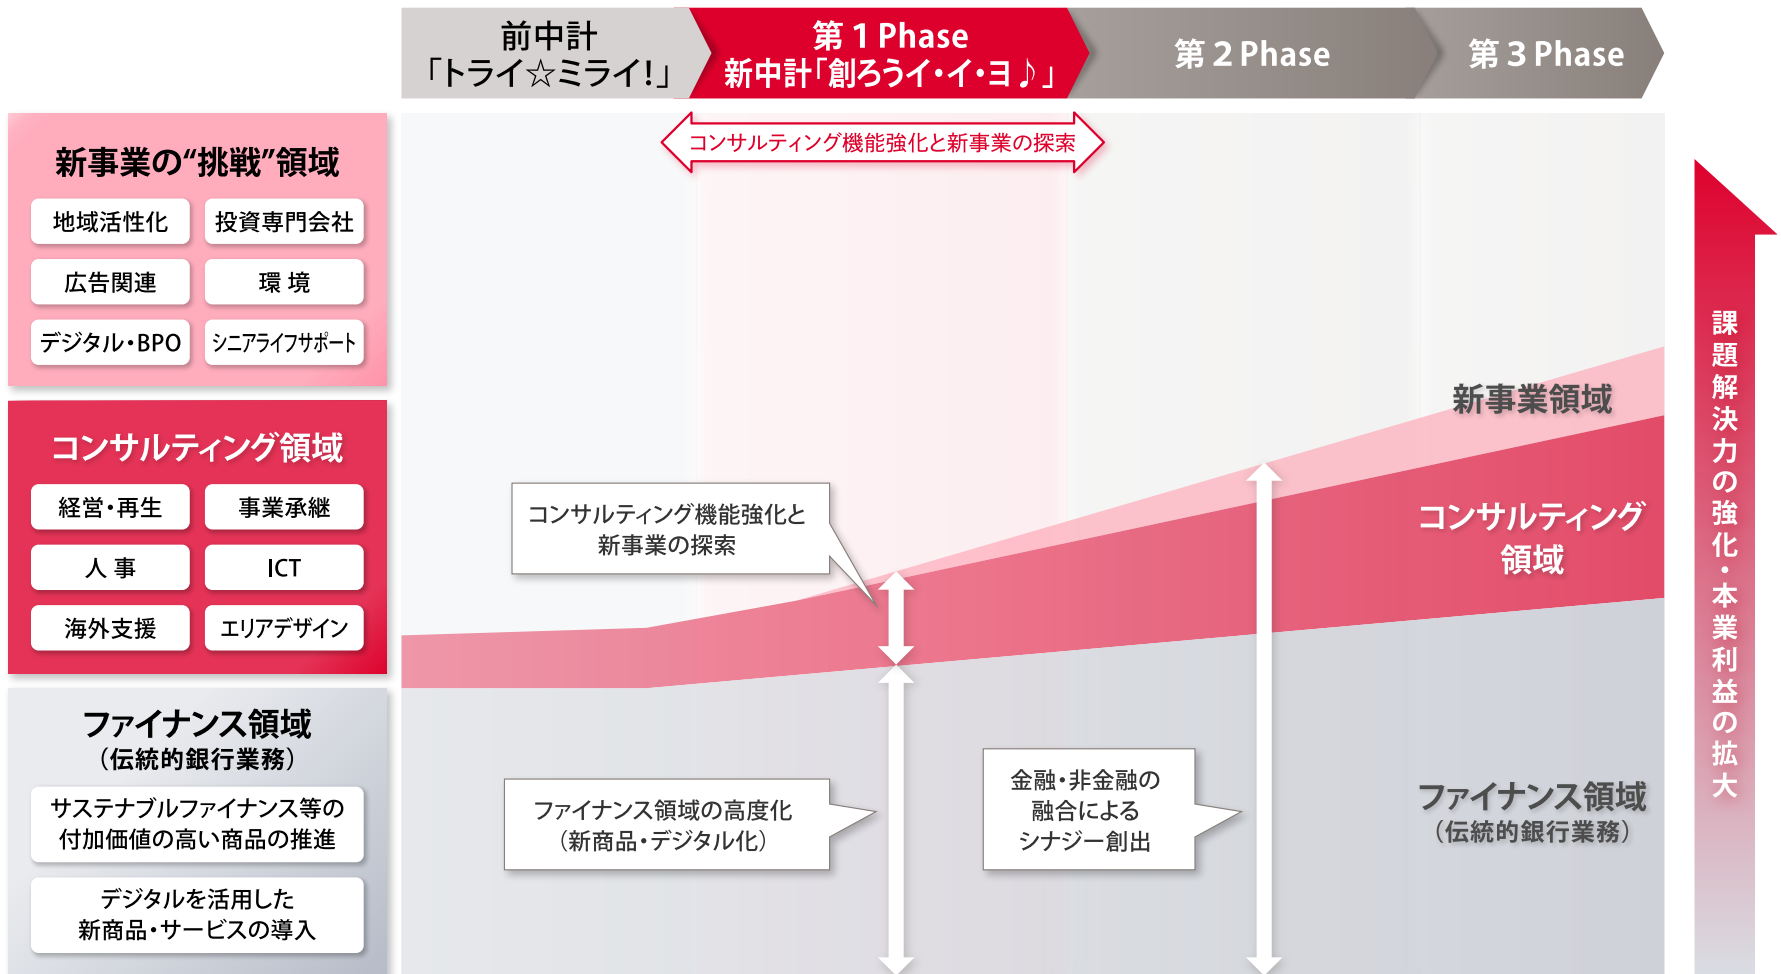 前中計
「トライ☆ミライ!」
第1Phase
新中計「創ろうイ・イ・ヨ♪」
第2Phase
第3Phase
コンサルティング機能強化と新事業の探索
新事業の“挑戦”領域
地域活性化
投資専門会社
広告関連
環 境
デジタル・BPO
シニアライフサポート
コンサルティング領域
経営・再生
事業承継
人 事
ICT
海外支援
エリアデザイン
ファイナンス領域
（伝統的銀行業務）
サステナブルファイナンス等の
付加価値の高い商品の推進
デジタルを活用した
新商品・サービスの導入
コンサルティング機能強化と
新事業の探索
ファイナンス領域の高度化
（新商品・デジタル化）
金融・非金融の
融合による
シナジー創出
新事業領域
コンサルティング
領域
ファイナンス領域
（伝統的銀行業務）
課題解決力の強化・本業利益の拡大